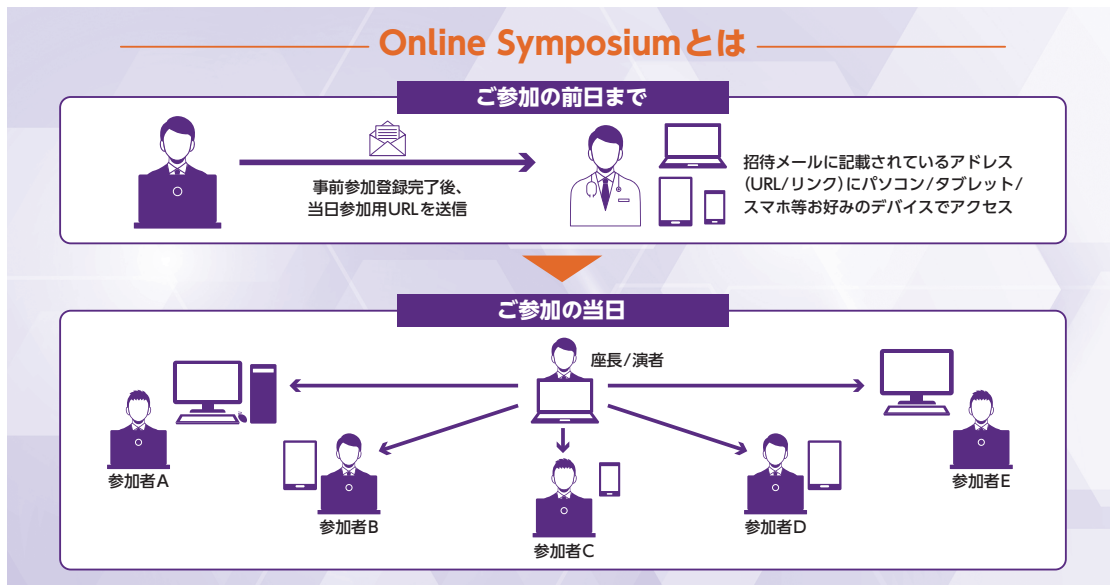 Online Symposiumとは
ご参加の前日まで
事前参加登録完了後、
当日参加用URLを送信
招待メールに記載されているアドレス
(URL/リンク)にパソコン/タブレット/
スマホ等お好みのデバイスでアクセス
ご参加の当日
座長/演者
参加者A
参加者B
参加者C
参加者D
参加者E